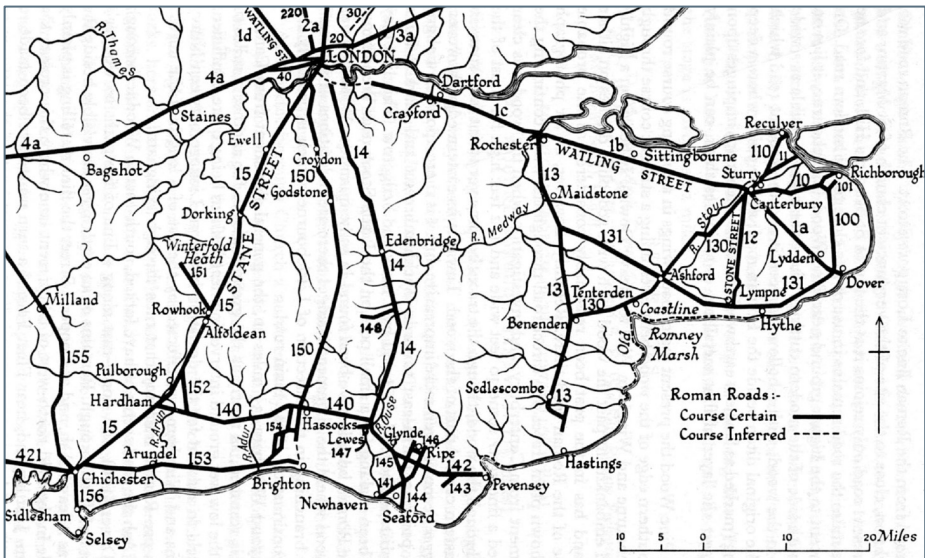 220
2a
30
WATLING ST.
1d
20
3a
LONDON
R. Thames
4a
40
Dartford
Staines
Crayford
1c
Reculver
4a
Ewell
Rochester
1b
WATLING STREET
Sittingbourne
110
11
Bagshot
Croydon
14
150
Sturry
10
101
Richborough
15
STANE STREET
Godstone
13
Maidstone
Canterbury
R. Stour
100
Dorking
R. Medway
12
1a
131
130
STONE STREET
Winterfold Heath
Edenbridge
Lydden
151
14
Ashford
131
Dover
Milland
Rowhook
15
13
Tenterden
Lympne
130
Coastline
Hythe
Alfoldean
148
Benenden
Old
Romney Marsh
150
14
155
Pulborough
152
Sedlescombe
Roman Roads :-
Hardham
13
Course Certain
140
140
R. Ouse
Course Inferred
15
R. Arun
R. Adur
154
Hassocks
Lewes
Glynde
146
147
Ripe
421
Arundel
153
145
142
Hastings
Chichester
Brighton
141
143
Pevensey
156
Nowhaven
144
Sidlesham
Seaford
Selsey
10 5 0 10 20 Miles